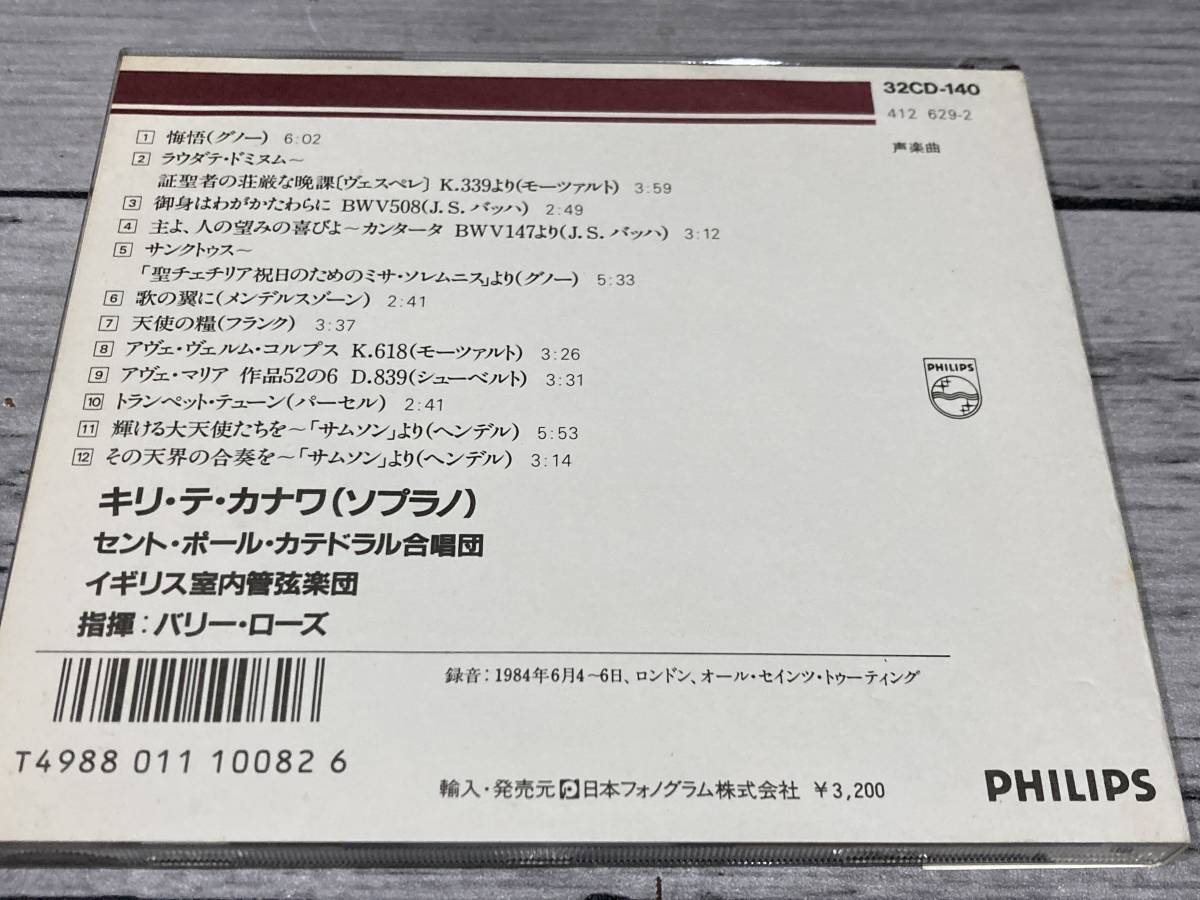 32CD-140
412 629-2
声楽曲
1 悔悟(グノー) 6:02
2 ラウダテ・ドミヌム~
証聖者の荘厳な晩課〔ヴェスペレ〕 K.339より(モーツァルト) 3:59
3 御身はわがかたわらに BWV508(J.S.バッハ) 2:49
4 主よ、人の望みの喜びよ~カンタータ BWV147より(J.S.バッハ) 3:12
5 サンクトゥス~
「聖チェチリア祝日のためのミサ・ソレムニス」より(グノー) 5:33
6 歌の翼に(メンデルスゾーン) 2:41
7 天使の糧(フランク) 3:37
8 アヴェ・ヴェルム・コルプス K.618(モーツァルト) 3:26
9 アヴェ・マリア 作品52の6 D.839(シューベルト) 3:31
10 トランペット・テューン(パーセル) 2:41
11 輝ける大天使たちを~「サムソン」より(ヘンデル) 5:53
12 その天界の合奏を~「サムソン」より(ヘンデル) 3:14
PHILIPS
キリ・テ・カナワ(ソプラノ)
セント・ポール・カテドラル合唱団
イギリス室内管弦楽団
指揮:バリー・ローズ
録音:1984年6月4~6日、ロンドン、オール・セインツ・トゥーティング
T4988 011 10082 6
輸入・発売元 日本フォノグラム株式会社 ¥3,200
PHILIPS